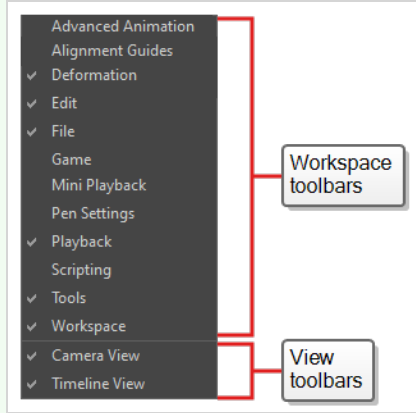 Advanced Animation
Alignment Guides
Deformation
Edit
File
Game
Mini Playback
Pen Settings
Playback
Scripting
Tools
Workspace
Camera View
Timeline View
Workspace
toolbars
View
toolbars